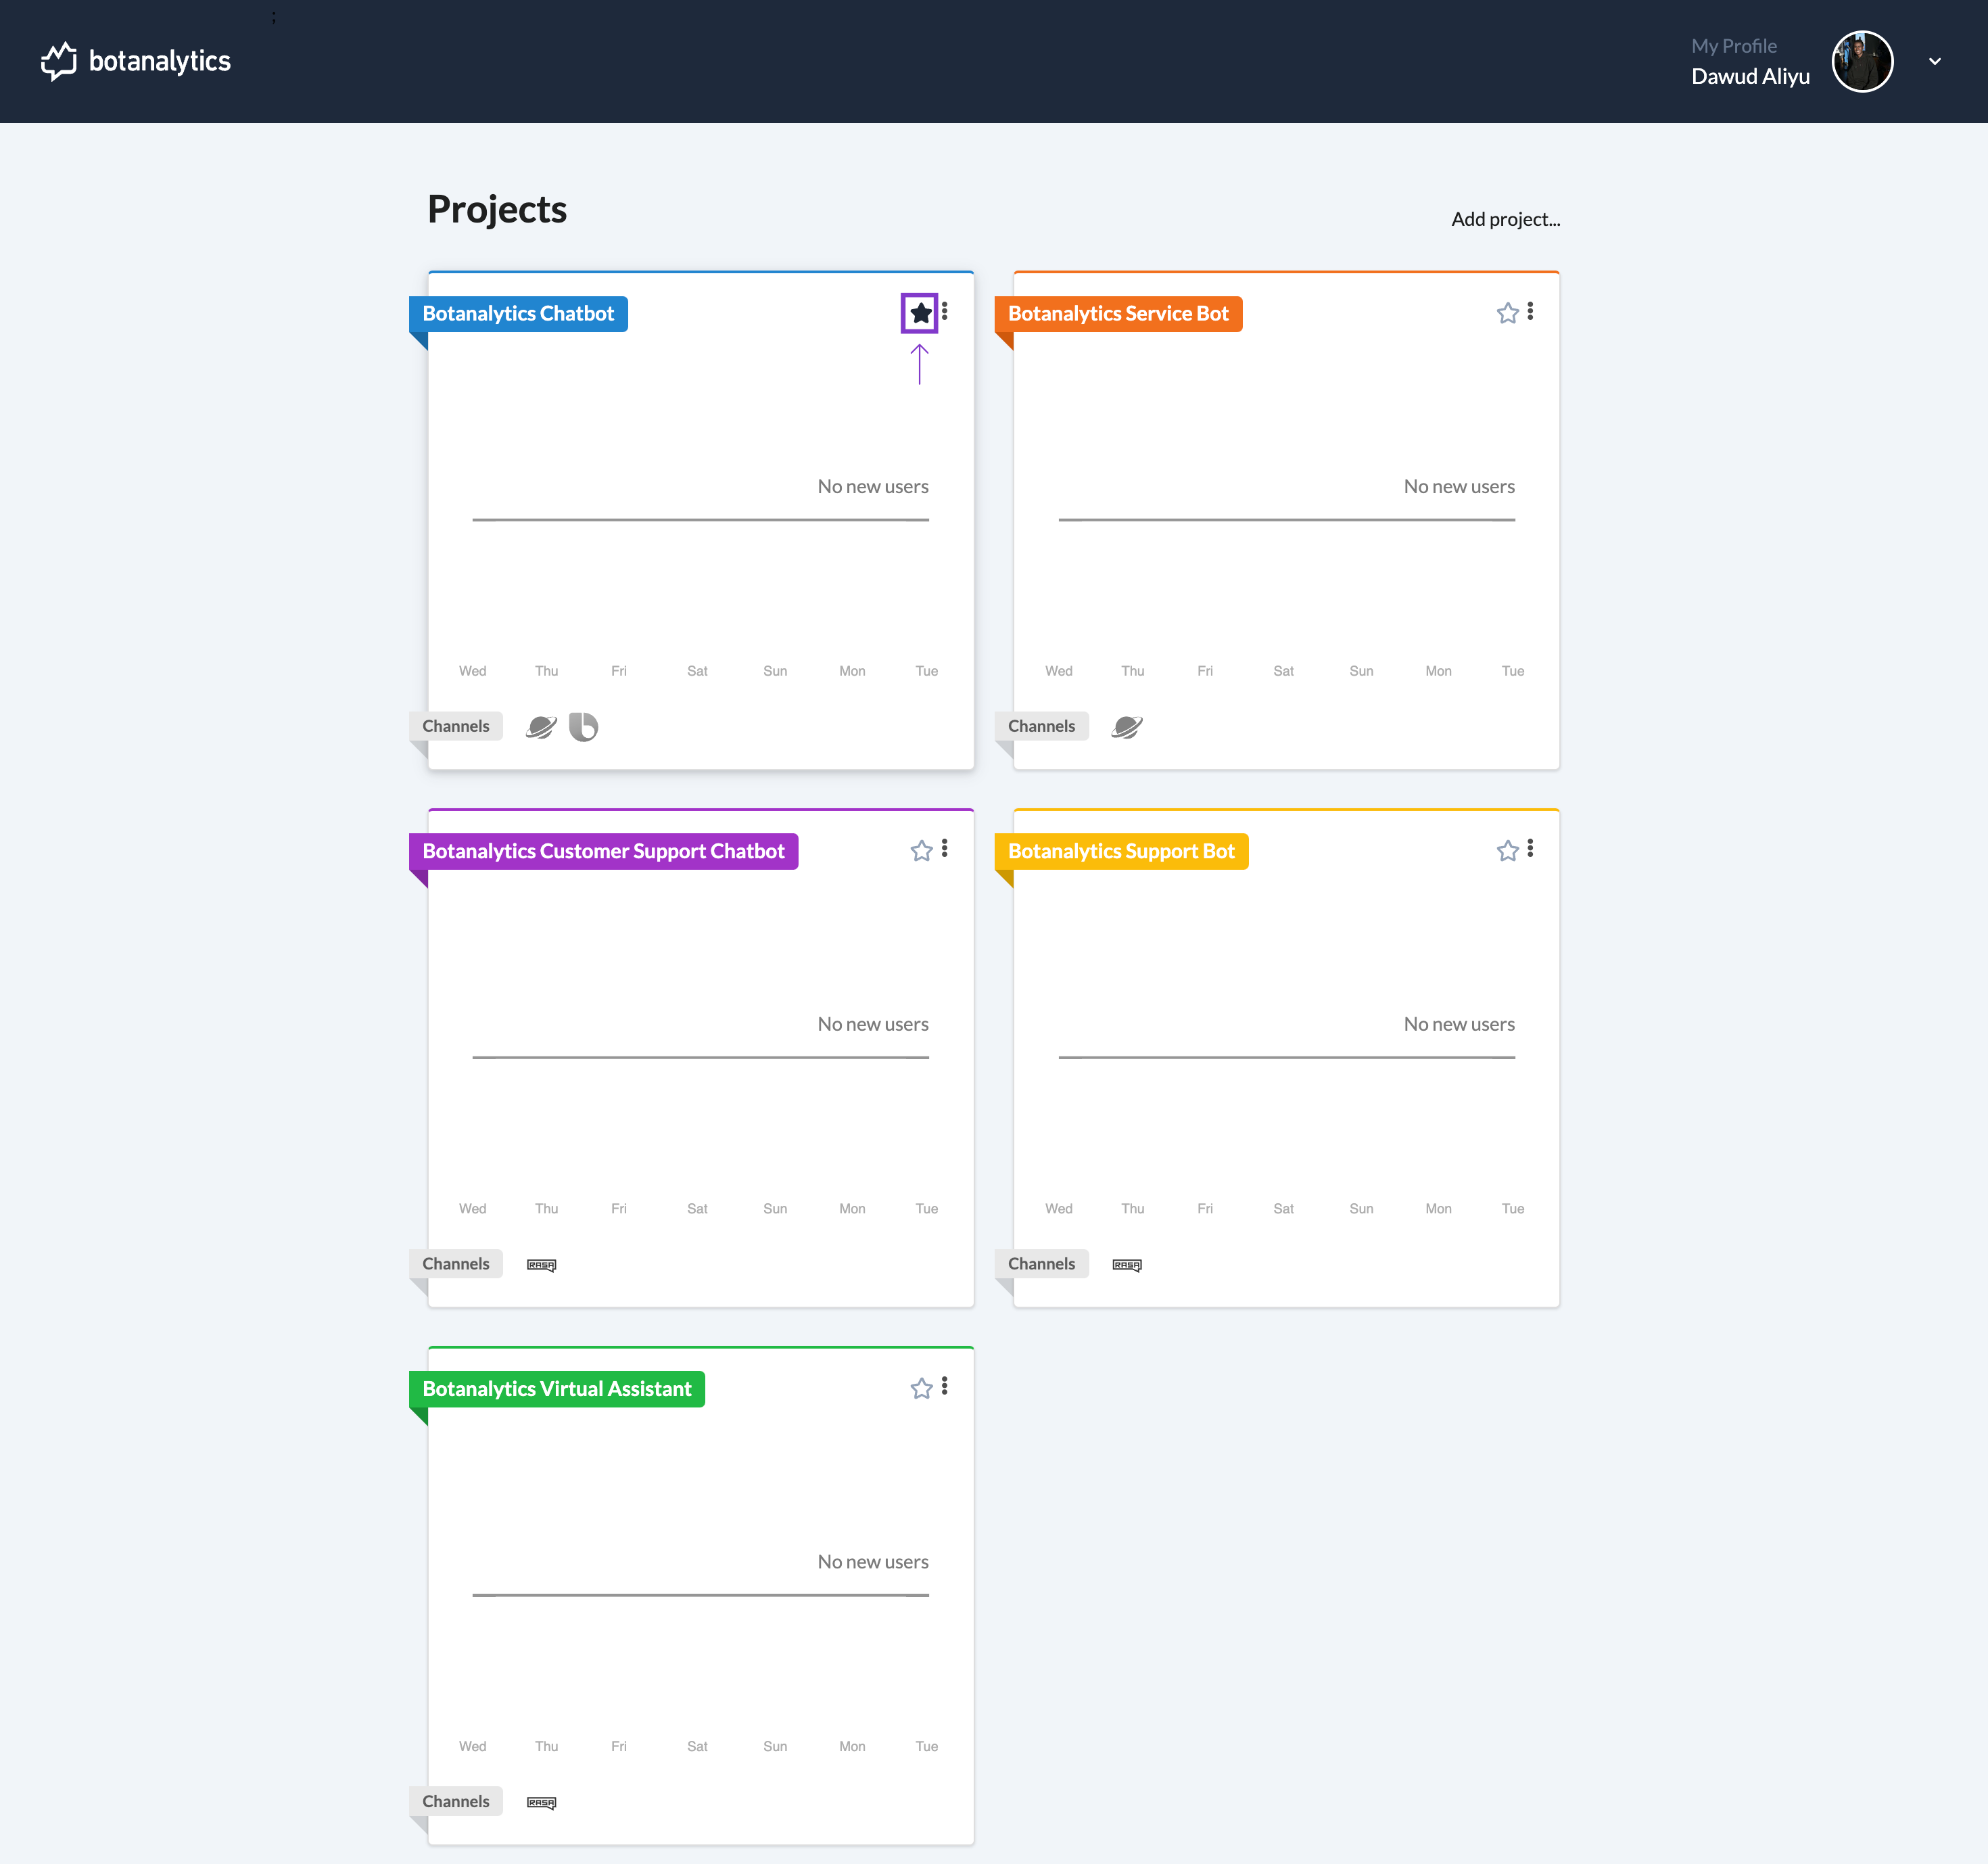 ;
botanalytics
My Profile
Dawud Aliyu
Projects
Add project...
Botanalytics Chatbot
No new users
Wed Thu Fri Sat Sun Mon Tue
Channels
Botanalytics Service Bot
No new users
Wed Thu Fri Sat Sun Mon Tue
Channels
Botanalytics Customer Support Chatbot
No new users
Wed Thu Fri Sat Sun Mon Tue
Channels
RASA
Botanalytics Support Bot
No new users
Wed Thu Fri Sat Sun Mon Tue
Channels
RASA
Botanalytics Virtual Assistant
No new users
Wed Thu Fri Sat Sun Mon Tue
Channels
RASA